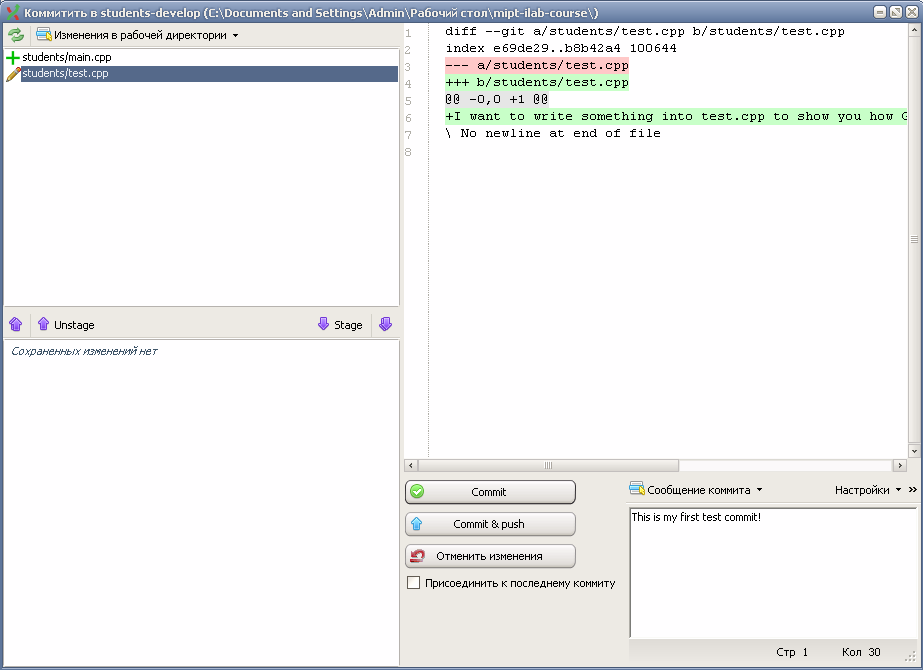 Коммитить в students-develop (C:\Documents and Settings\Admin\Рабочий стол\mipt-ilab-course\)
Изменения в рабочей директории
students/main.cpp
students/test.cpp
Unstage
Stage
Сохраненных изменений нет
1 diff --git a/students/test.cpp b/students/test.cpp
2 index e69de29..b8b42a4 100644
3 --- a/students/test.cpp
4 +++ b/students/test.cpp
5 @@ -0,0 +1 @@
6 +I want to write something into test.cpp to show you how G
7 \ No newline at end of file
8
Commit
Commit & push
Отменить изменения
Присоединить к последнему коммиту
Сообщение коммита
Настройки »
This is my first test commit!
Стр 1 Кол 30